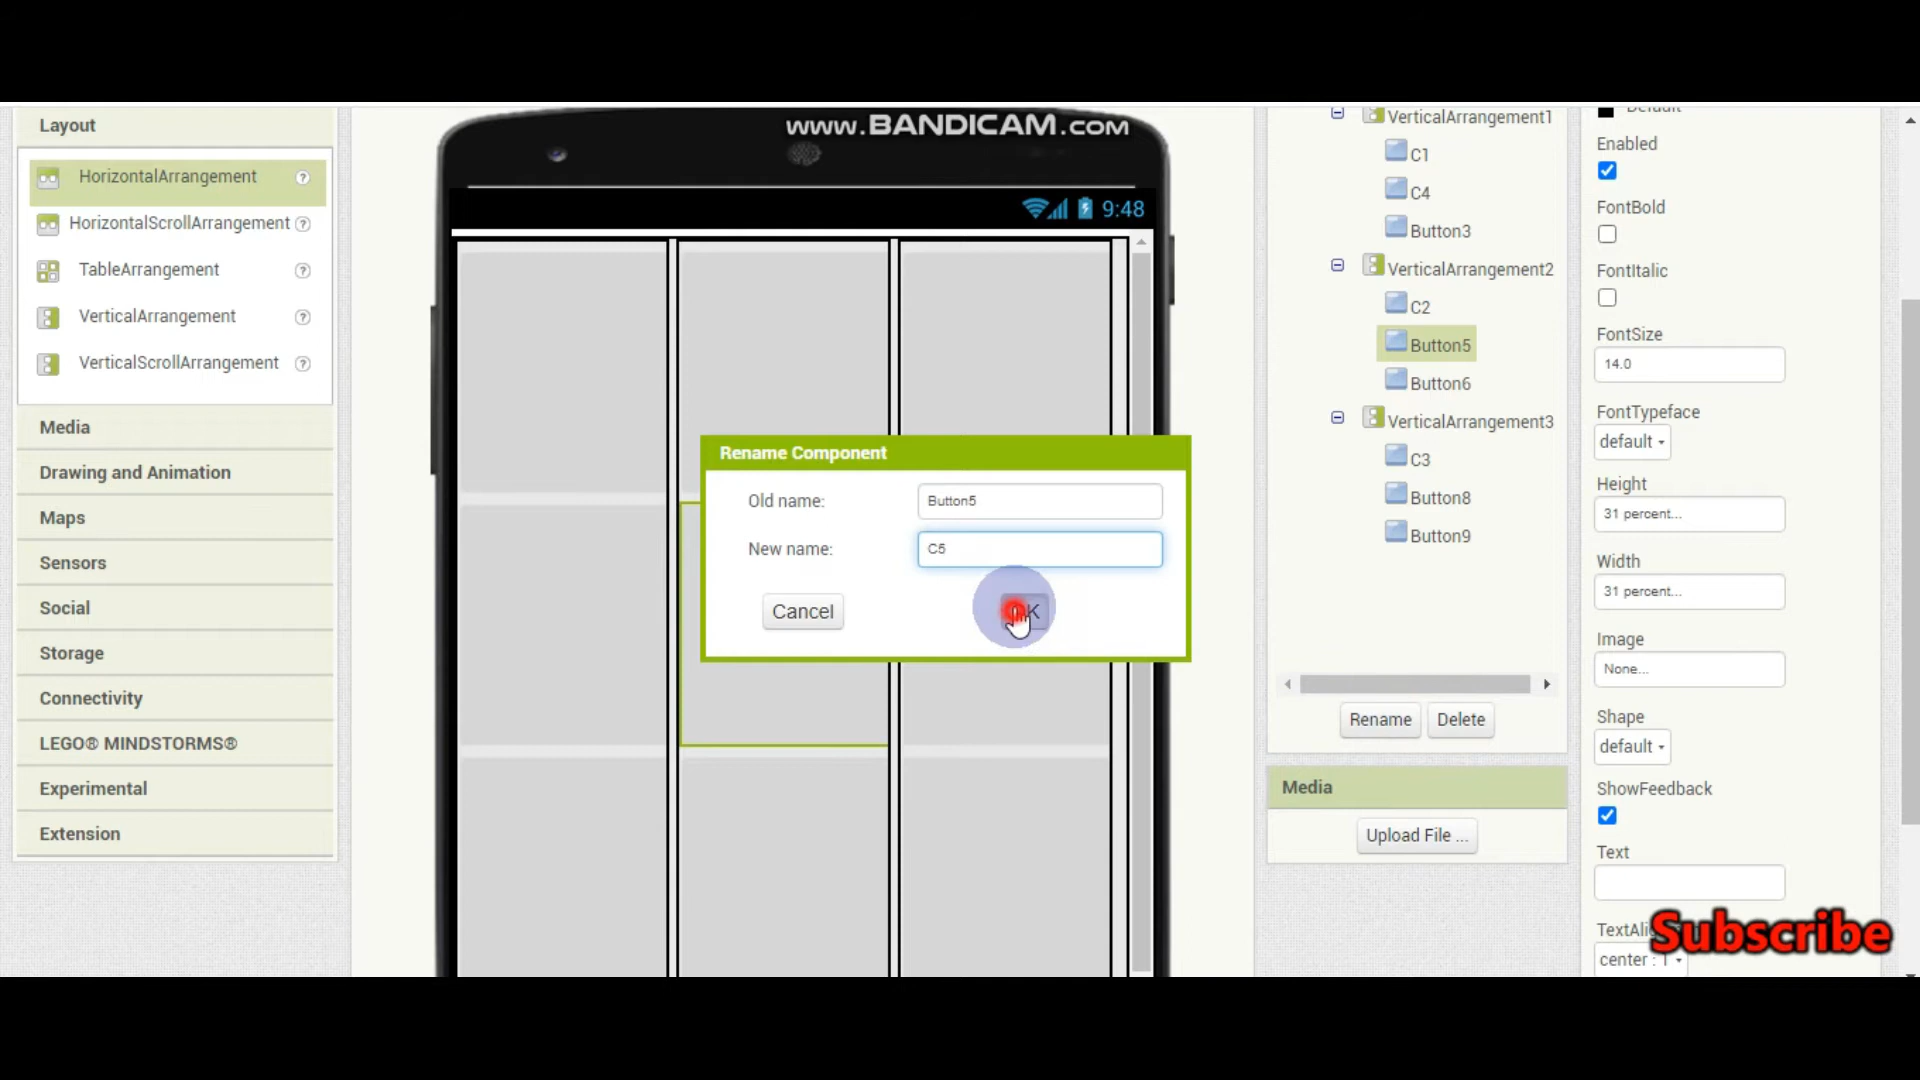 Layout
HorizontalArrangement
HorizontalScrollArrangement
TableArrangement
VerticalArrangement
VerticalScrollArrangement
Media
Drawing and Animation
Maps
Sensors
Social
Storage
Connectivity
LEGO® MINDSTORMS®
Experimental
Extension
www.BANDICAM.com
9:48
Rename Component
Old name:
Button5
New name:
C5
Cancel
VerticalArrangement1
C1
C4
Button3
VerticalArrangement2
C2
Button5
Button6
VerticalArrangement3
C3
Button8
Button9
Rename
Delete
Media
Upload File ...
Default
Enabled
FontBold
FontItalic
FontSize
14.0
FontTypeface
default
Height
31 percent...
Width
31 percent...
Image
None...
Shape
default
ShowFeedback
Text
center : 1
Subscribe